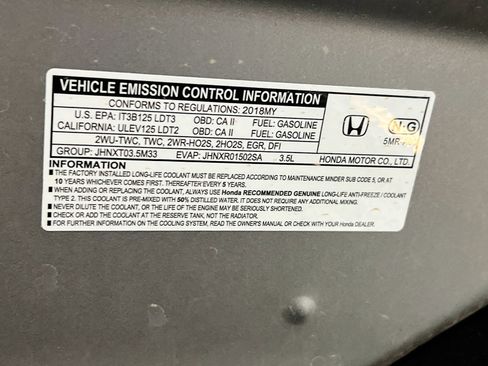 VEHICLE EMISSION CONTROL INFORMATION
CONFORMS TO REGULATIONS: 2018MY
U.S. EPA: IT3B125 LDT3 OBD: CA II FUEL: GASOLINE
CALIFORNIA: ULEV125 LDT2 OBD: CA II FUEL: GASOLINE
2WU-TWC, TWC, 2WR-HO2S, 2HO2S, EGR, DFI
GROUP: JHNXT03.5M33 EVAP: JHNXR01502SA 3.5L
N-G
5MR
HONDA MOTOR CO., LTD.
INFORMATION
■ THE FACTORY INSTALLED LONG-LIFE COOLANT MUST BE REPLACED ACCORDING TO MAINTENANCE MINDER SUB CODE 5, OR AT
10 YEARS WHICHEVER COMES FIRST. THEREAFTER EVERY 5 YEARS.
■ WHEN ADDING OR REPLACING THE COOLANT, ALWAYS USE Honda RECOMMENDED GENUINE LONG-LIFE ANTI-FREEZE / COOLANT
TYPE 2. THIS COOLANT IS PRE-MIXED WITH 50% DISTILLED WATER. IT DOES NOT REQUIRE ANY ADDITIONAL MIXING.
■ NEVER DILUTE THE COOLANT, OR THE LIFE OF THE ENGINE MAY BE SERIOUSLY SHORTENED.
■ CHECK OR ADD THE COOLANT AT THE RESERVE TANK, NOT THE RADIATOR.
■ FOR FURTHER INFORMATION ON THE COOLING SYSTEM, READ THE OWNER'S MANUAL OR CHECK WITH YOUR Honda DEALER.